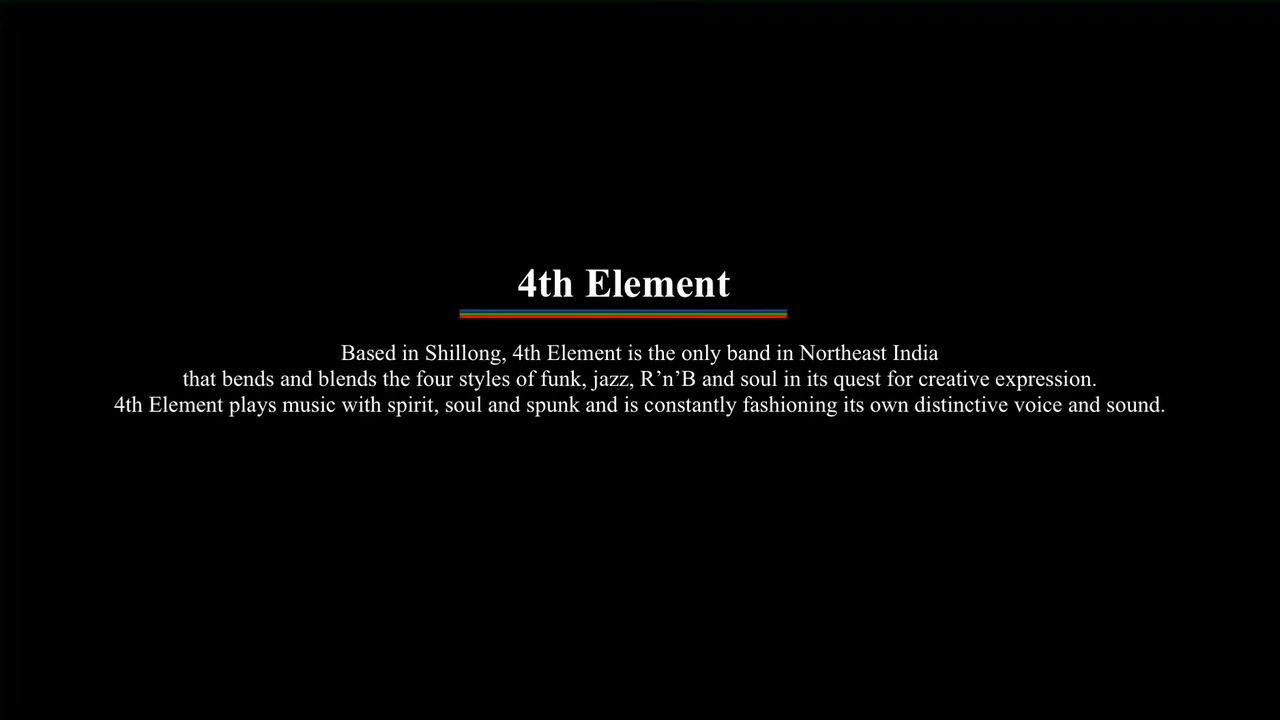 4th Element
Based in Shillong, 4th Element is the only band in Northeast India
that bends and blends the four styles of funk, jazz, R’n’B and soul in its quest for creative expression.
4th Element plays music with spirit, soul and spunk and is constantly fashioning its own distinctive voice and sound.